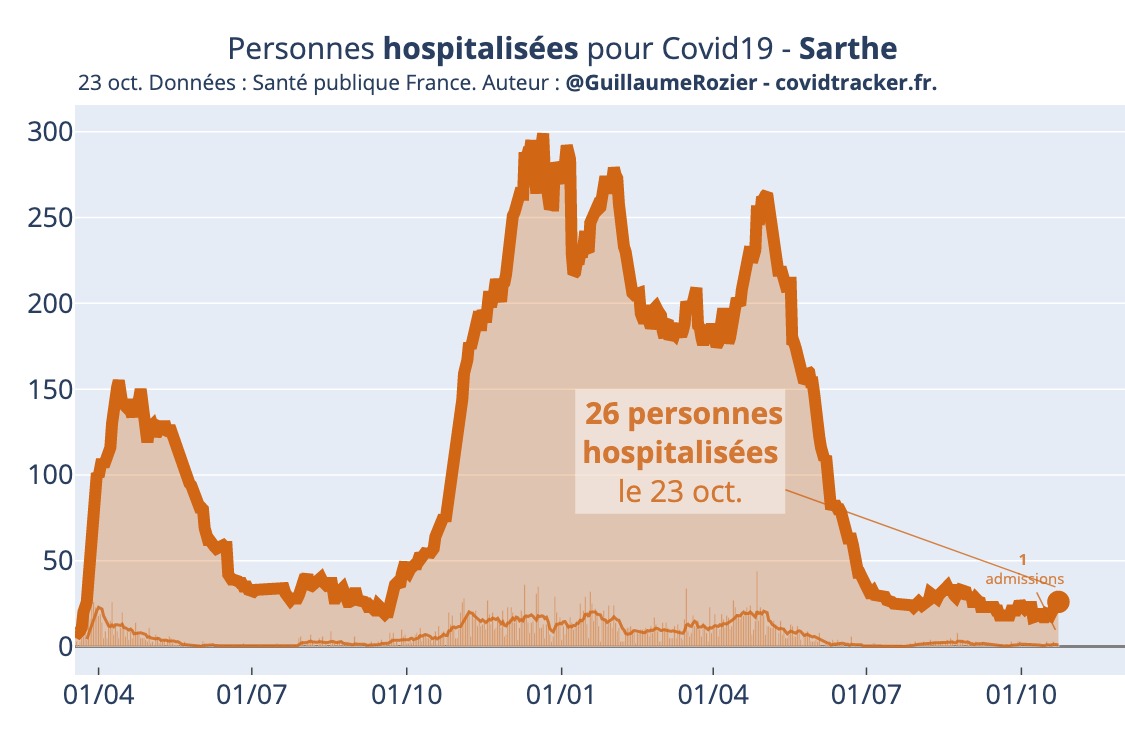 Personnes hospitalisées pour Covid19 - Sarthe
23 oct. Données : Santé publique France. Auteur : @GuillaumeRozier - covidtracker.fr.
300
250
200
150
100
50
0
26 personnes
hospitalisées
le 23 oct.
1
admissions
01/04 01/07 01/10 01/01 01/04 01/07 01/10